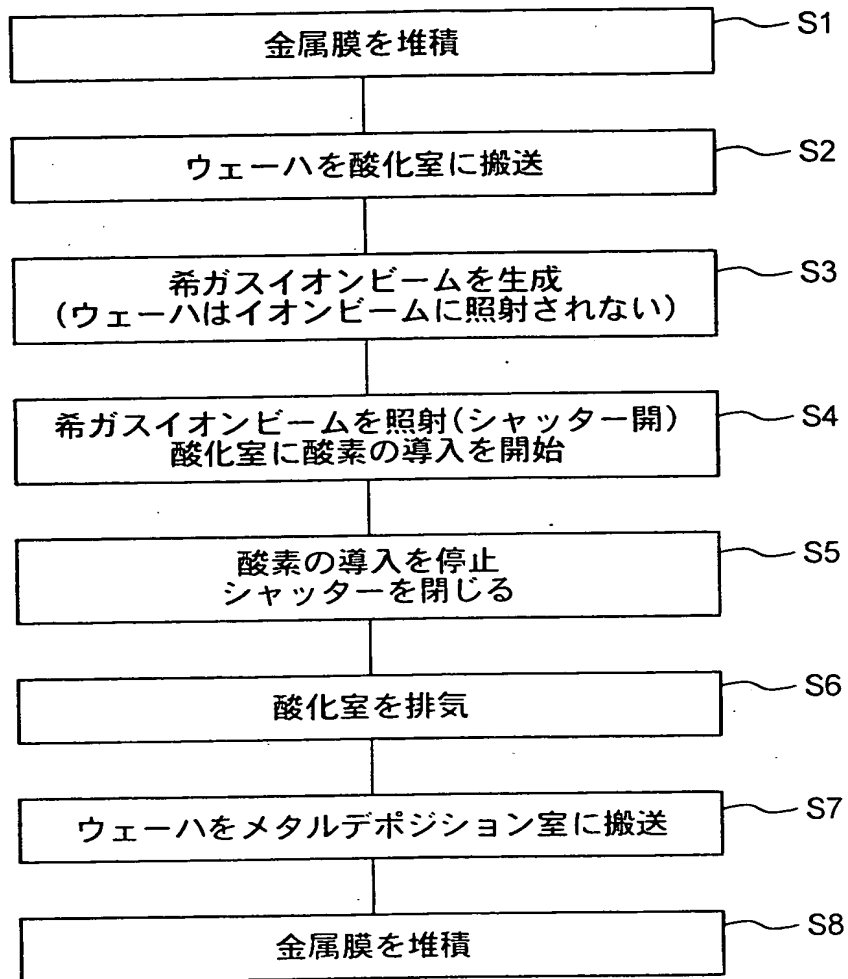 金属膜を堆積
S1
ウェーハを酸化室に搬送
S2
希ガスイオンビームを生成
(ウェーハはイオンビームに照射されない)
S3
希ガスイオンビームを照射(シャッター開)
酸化室に酸素の導入を開始
S4
酸素の導入を停止
シャッターを閉じる
S5
酸化室を排気
S6
ウェーハをメタルデポジション室に搬送
S7
金属膜を堆積
S8